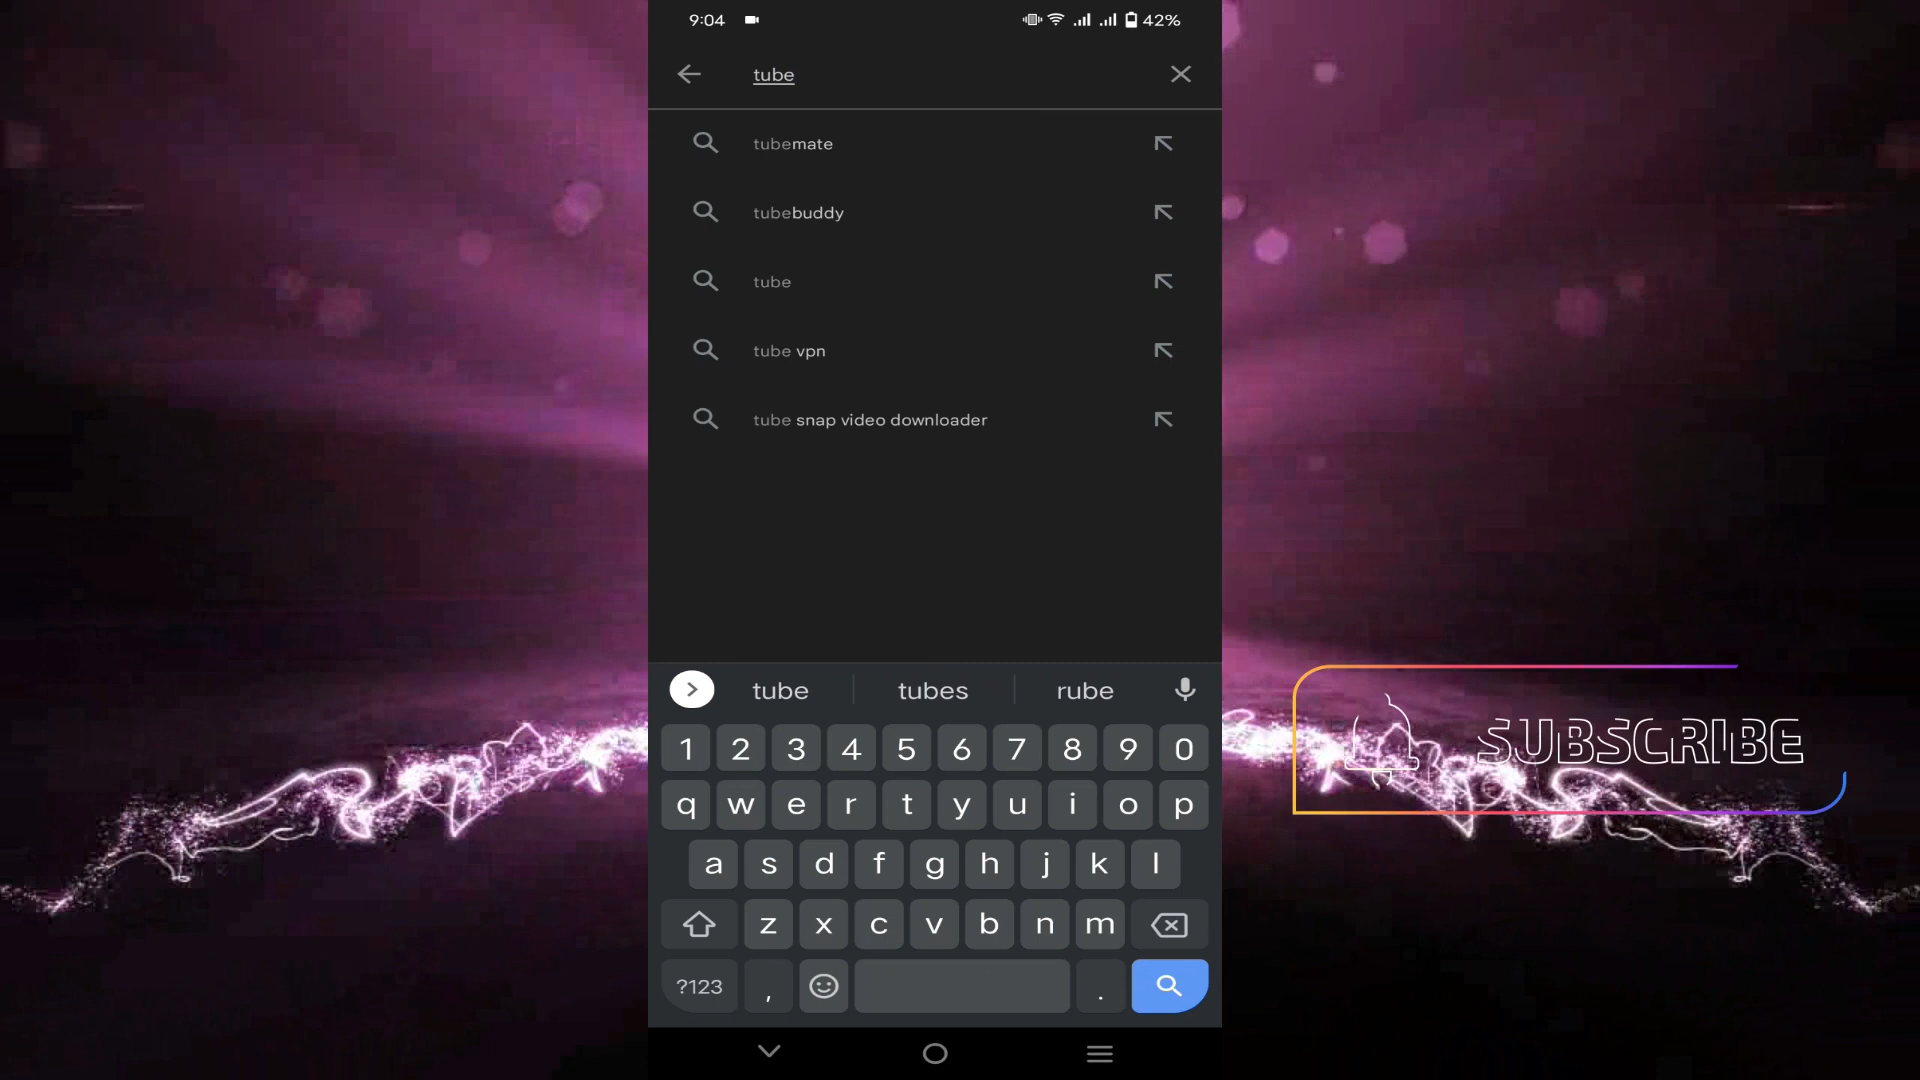 9:04 42%
tube
tubemate
tubebuddy
tube
tube vpn
tube snap video downloader
tube tubes rube
1 2 3 4 5 6 7 8 9 0
q w e r t y u i o p
a s d f g h j k l
z x c v b n m
?123 , .
SUBSCRIBE